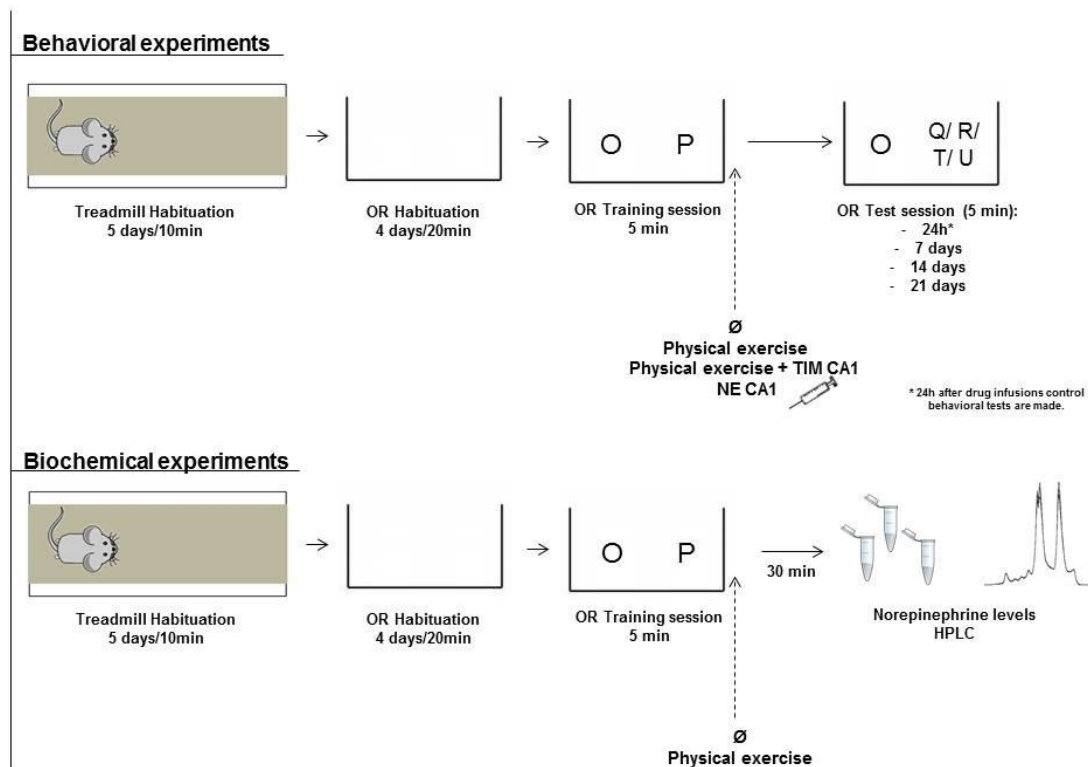 Behavioral experiments
Treadmill Habituation
5 days/10min
OR Habituation
4 days/20min
O P
OR Training session
5 min
O Q/ R/
T/ U
OR Test session (5 min):
- 24h*
- 7 days
- 14 days
- 21 days
Ø
Physical exercise
Physical exercise + TIM CA1
NE CA1
* 24h after drug infusions control
behavioral tests are made.
Biochemical experiments
Treadmill Habituation
5 days/10min
OR Habituation
4 days/20min
O P
OR Training session
5 min
30 min
Norepinephrine levels
HPLC
Ø
Physical exercise